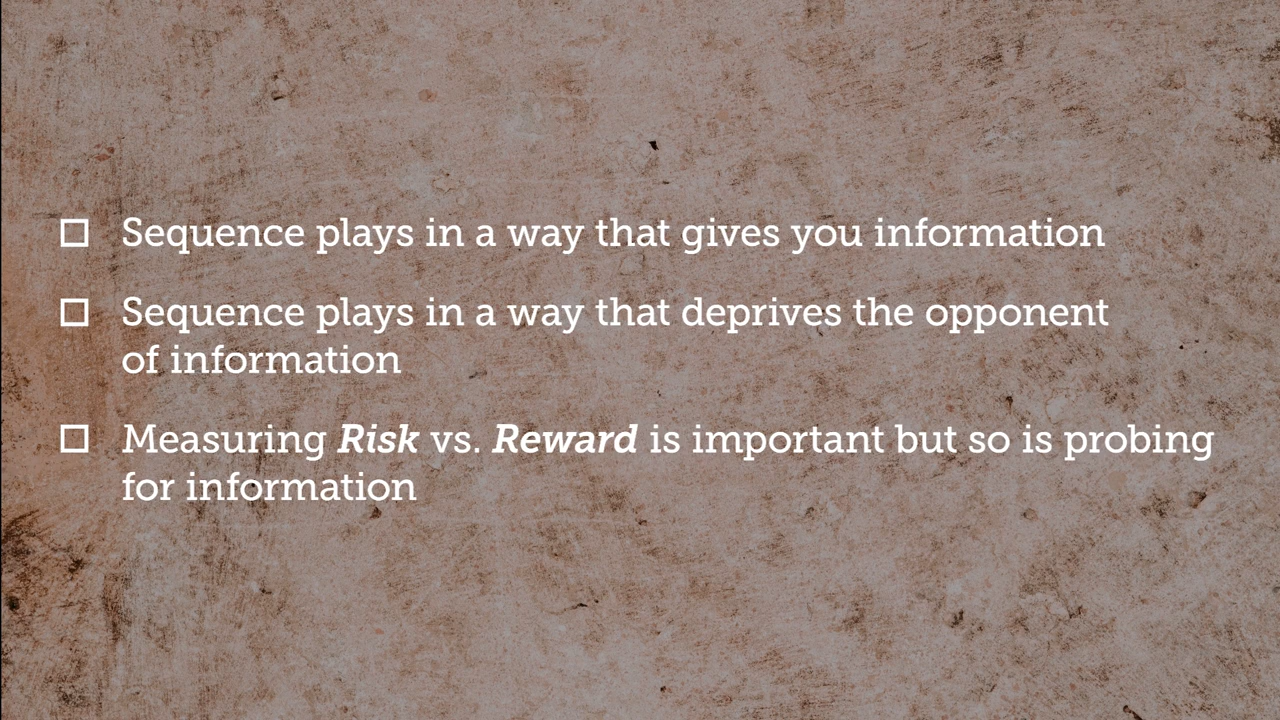 Sequence plays in a way that gives you information
Sequence plays in a way that deprives the opponent
of information
Measuring Risk vs. Reward is important but so is probing
for information